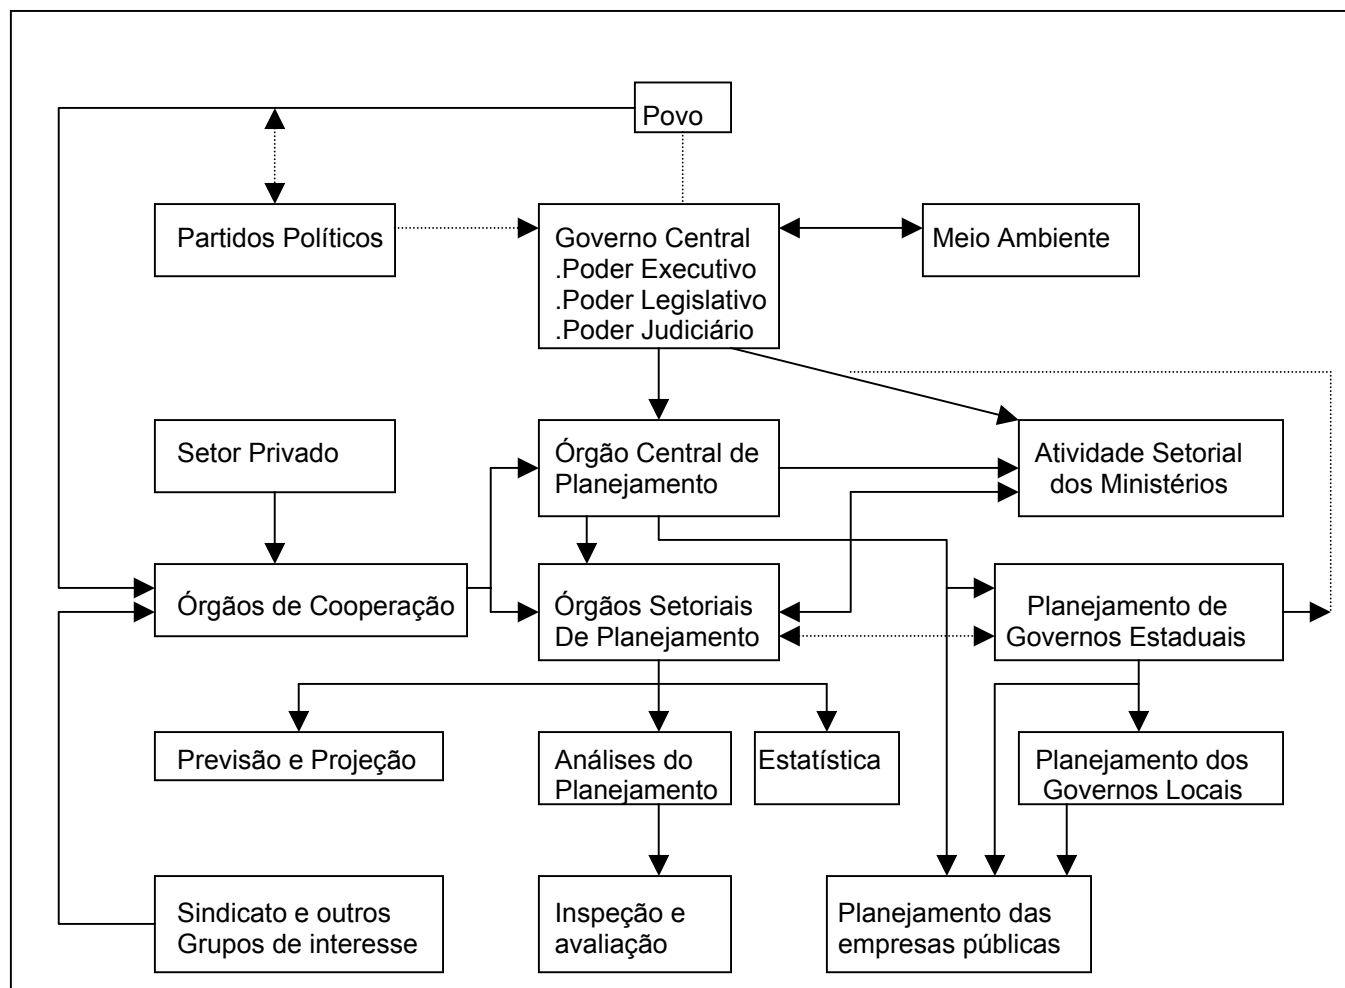 Povo
Partidos Políticos
Governo Central
.Poder Executivo
.Poder Legislativo
.Poder Judiciário
Meio Ambiente
Setor Privado
Órgão Central de
Planejamento
Atividade Setorial
dos Ministérios
Órgãos de Cooperação
Órgãos Setoriais
De Planejamento
Planejamento de
Governos Estaduais
Previsão e Projeção
Análises do
Planejamento
Estatística
Planejamento dos
Governos Locais
Sindicato e outros
Grupos de interesse
Inspeção e
avaliação
Planejamento das
empresas públicas